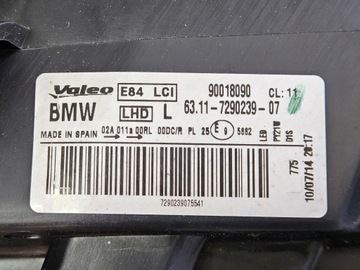 Valeo E84 LCI 90018090 CL: 11
BMW LHD L 63.11-7290239-07
MADE IN SPAIN 02A 011a 00RL 00DC/R PL 25 E 9 5882
LED
PY21W
D1S
775
10/07/14 20:17
7290239075541